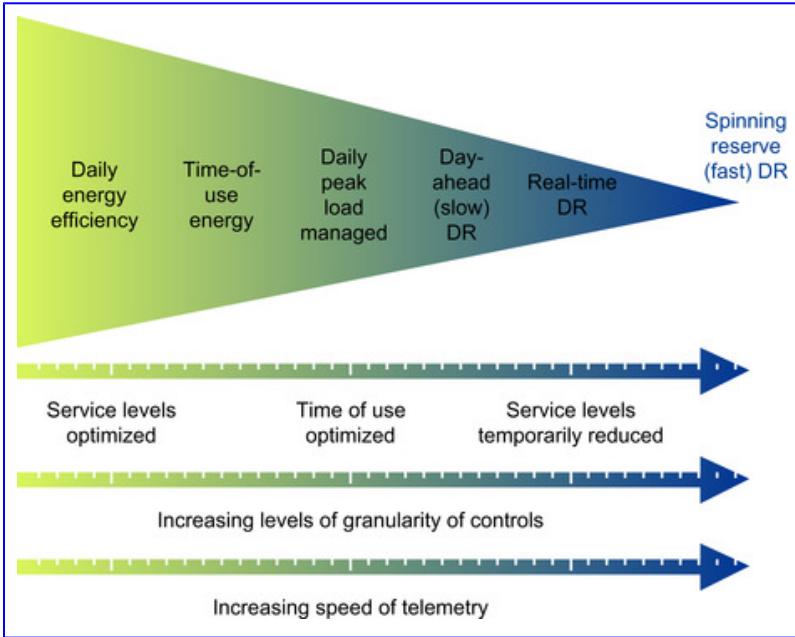 Daily
energy
efficiency
Time-of-
use
energy
Daily
peak
load
managed
Day-
ahead
(slow)
DR
Real-time
DR
Spinning
reserve
(fast) DR
Service levels
optimized
Time of use
optimized
Service levels
temporarily reduced
Increasing levels of granularity of controls
Increasing speed of telemetry